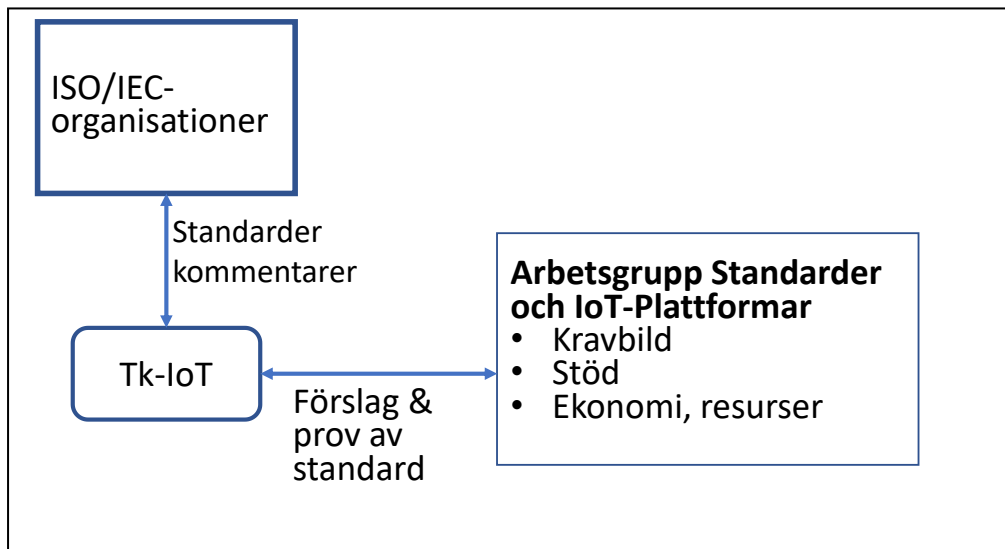 ISO/IEC-
organisationer
Standarder
kommentarer
Arbetsgrupp Standarder
och IoT-Plattformar
• Kravbild
• Stöd
• Ekonomi, resurser
Tk-IoT
Förslag &
prov av
standard